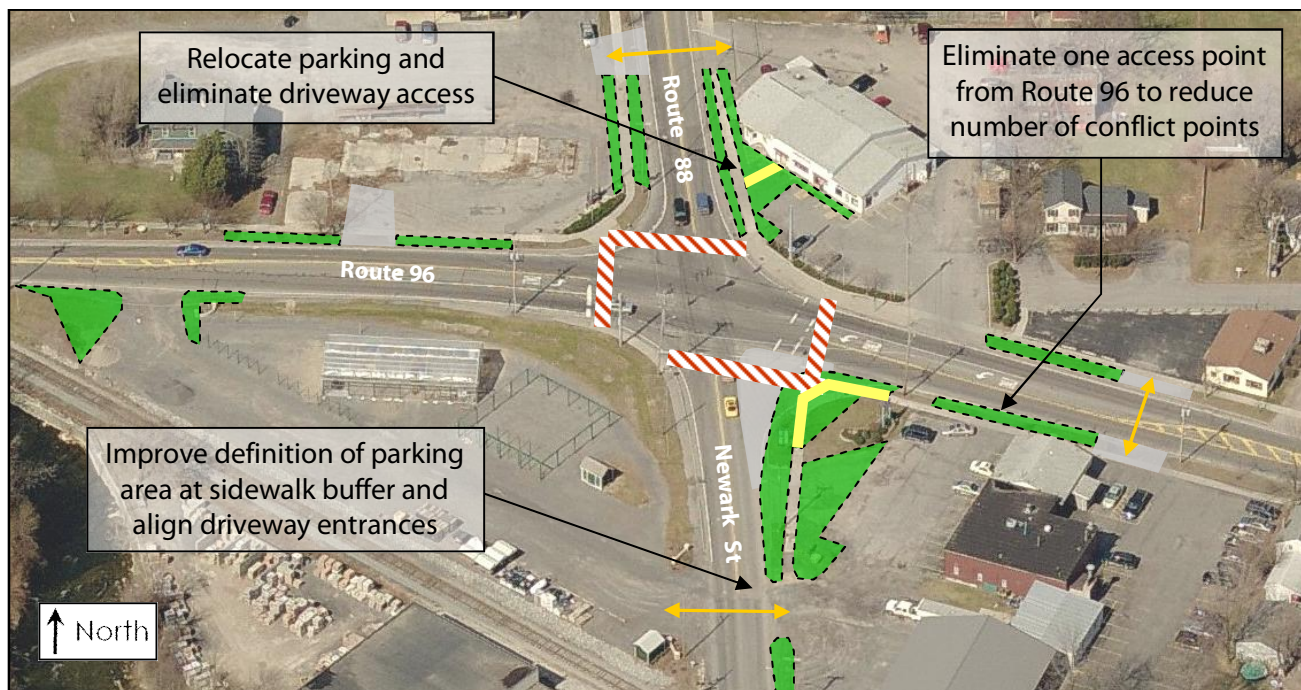 Relocate parking and
eliminate driveway access
Eliminate one access point
from Route 96 to reduce
number of conflict points
Route 88
Route 96
Improve definition of parking
area at sidewalk buffer and
align driveway entrances
Newark St
North